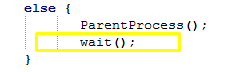 else {
ParentProcess();
wait();
}